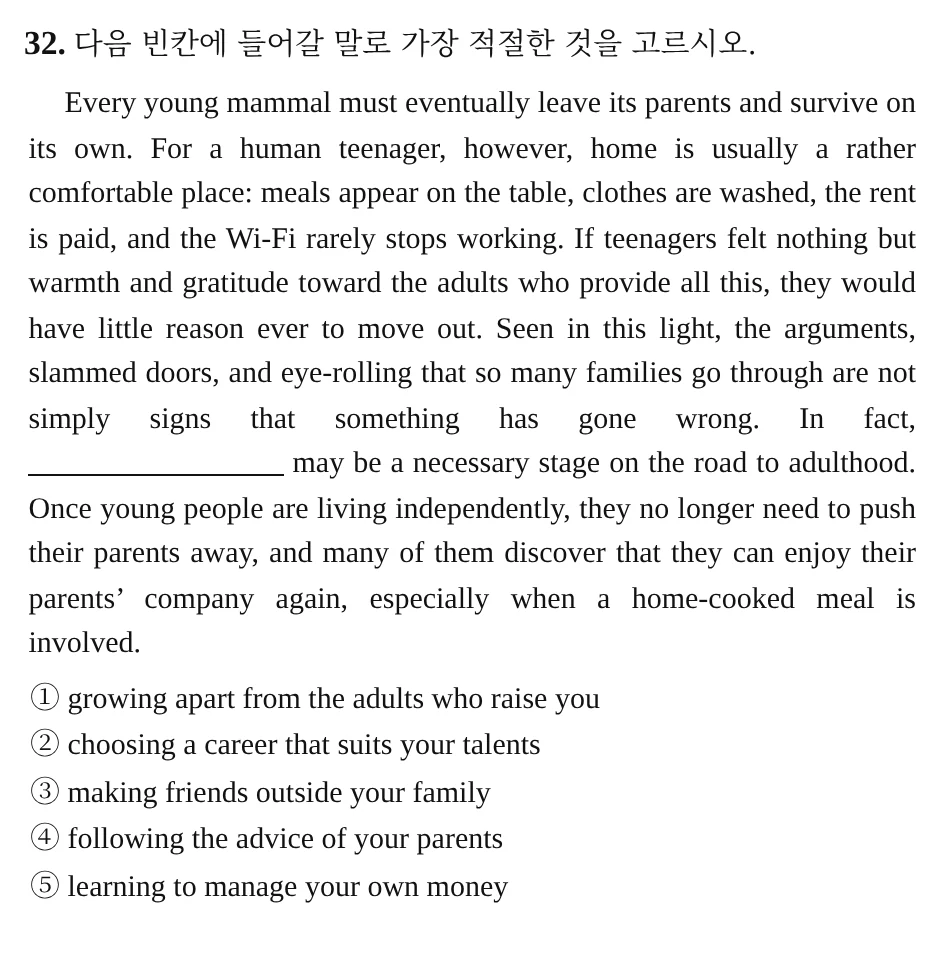 32. 다음 빈칸에 들어갈 말로 가장 적절한 것을 고르시오.
Every young mammal must eventually leave its parents and survive on
its own. For a human teenager, however, home is usually a rather
comfortable place: meals appear on the table, clothes are washed, the rent
is paid, and the Wi-Fi rarely stops working. If teenagers felt nothing but
warmth and gratitude toward the adults who provide all this, they would
have little reason ever to move out. Seen in this light, the arguments,
slammed doors, and eye-rolling that so many families go through are not
simply signs that something has gone wrong. In fact,
________________ may be a necessary stage on the road to adulthood.
Once young people are living independently, they no longer need to push
their parents away, and many of them discover that they can enjoy their
parents’ company again, especially when a home-cooked meal is
involved.
① growing apart from the adults who raise you
② choosing a career that suits your talents
③ making friends outside your family
④ following the advice of your parents
⑤ learning to manage your own money